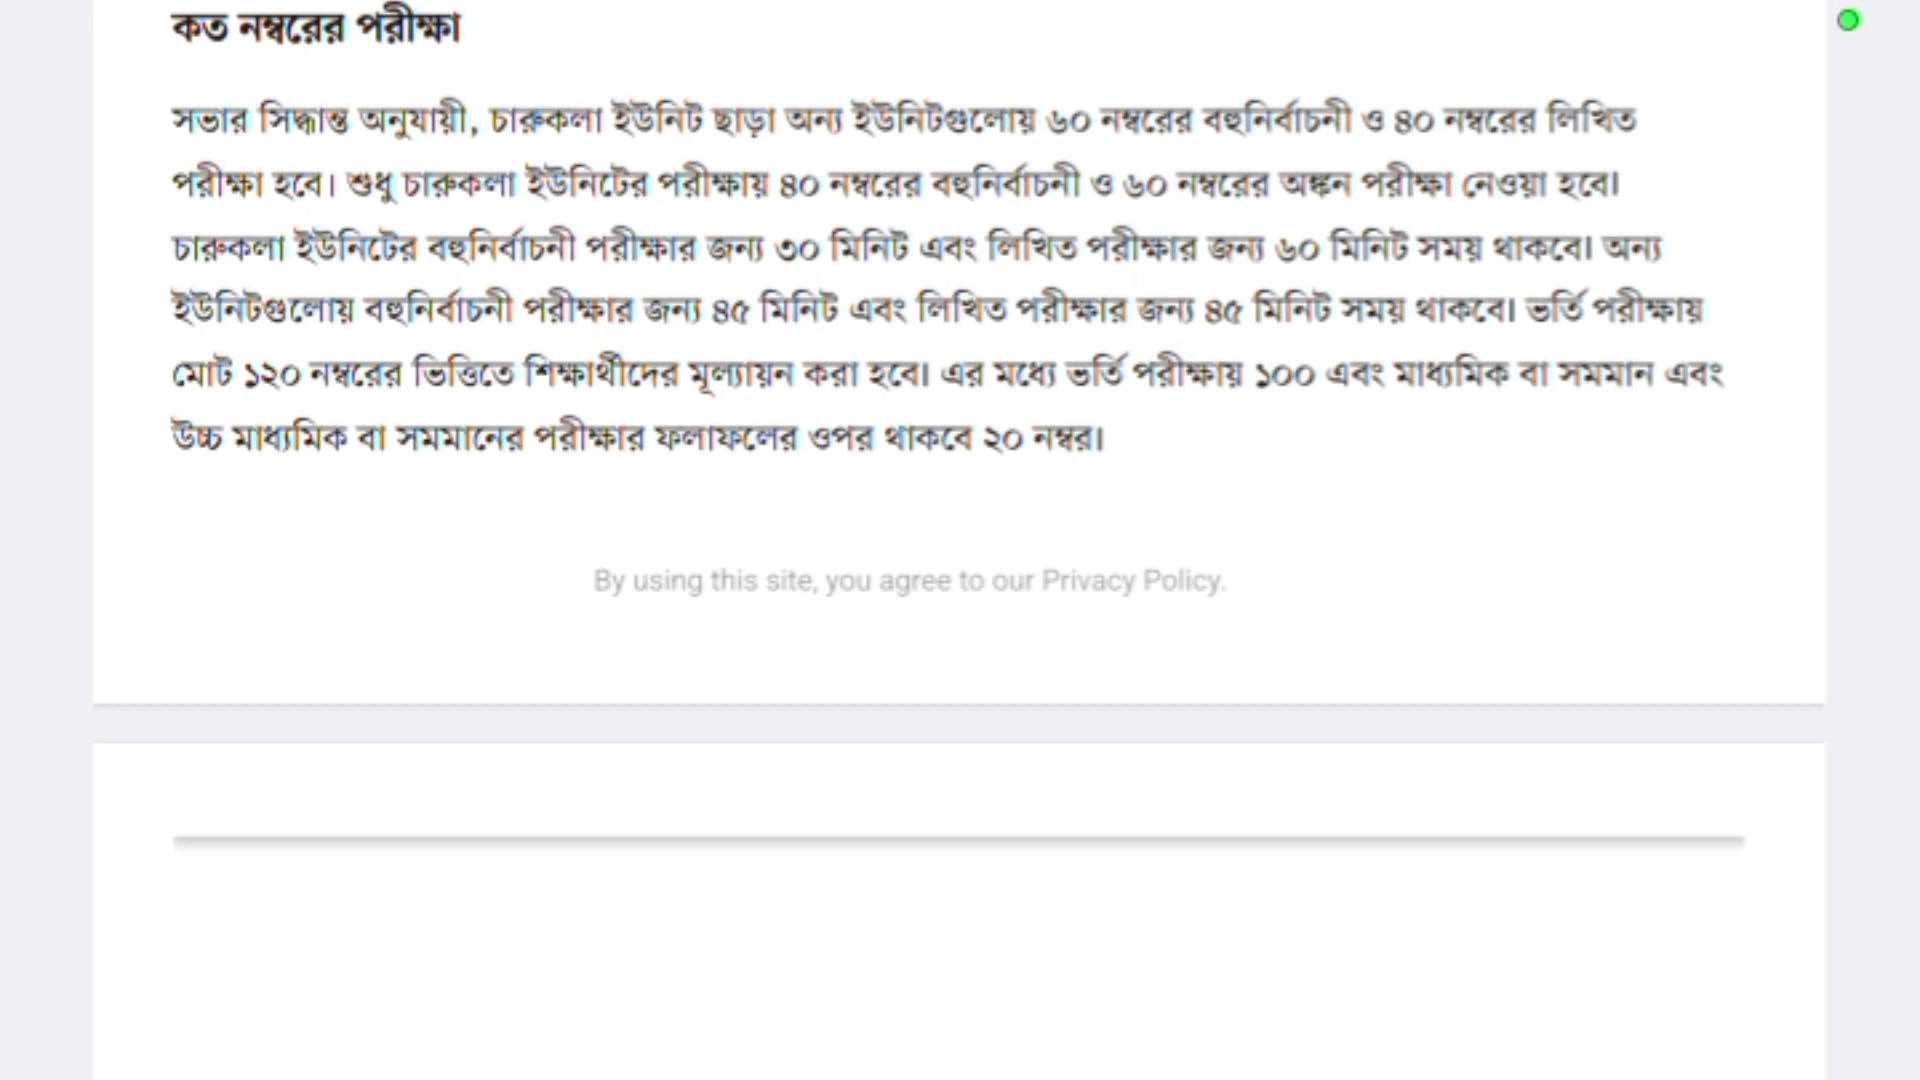 কত নম্বরের পরীক্ষা
সভার সিদ্ধান্ত অনুযায়ী, চারুকলা ইউনিট ছাড়া অন্য ইউনিটগুলোয় ৬০ নম্বরের বহুনির্বাচনী ও ৪০ নম্বরের লিখিত
পরীক্ষা হবে। শুধু চারুকলা ইউনিটের পরীক্ষায় ৪০ নম্বরের বহুনির্বাচনী ও ৬০ নম্বরের অঙ্কন পরীক্ষা নেওয়া হবে।
চারুকলা ইউনিটের বহুনির্বাচনী পরীক্ষার জন্য ৩০ মিনিট এবং লিখিত পরীক্ষার জন্য ৬০ মিনিট সময় থাকবে। অন্য
ইউনিটগুলোয় বহুনির্বাচনী পরীক্ষার জন্য ৪৫ মিনিট এবং লিখিত পরীক্ষার জন্য ৪৫ মিনিট সময় থাকবে। ভর্তি পরীক্ষায়
মোট ১২০ নম্বরের ভিত্তিতে শিক্ষার্থীদের মূল্যায়ন করা হবে। এর মধ্যে ভর্তি পরীক্ষায় ১০০ এবং মাধ্যমিক বা সমমান এবং
উচ্চ মাধ্যমিক বা সমমানের পরীক্ষার ফলাফলের ওপর থাকবে ২০ নম্বর।
By using this site, you agree to our Privacy Policy.